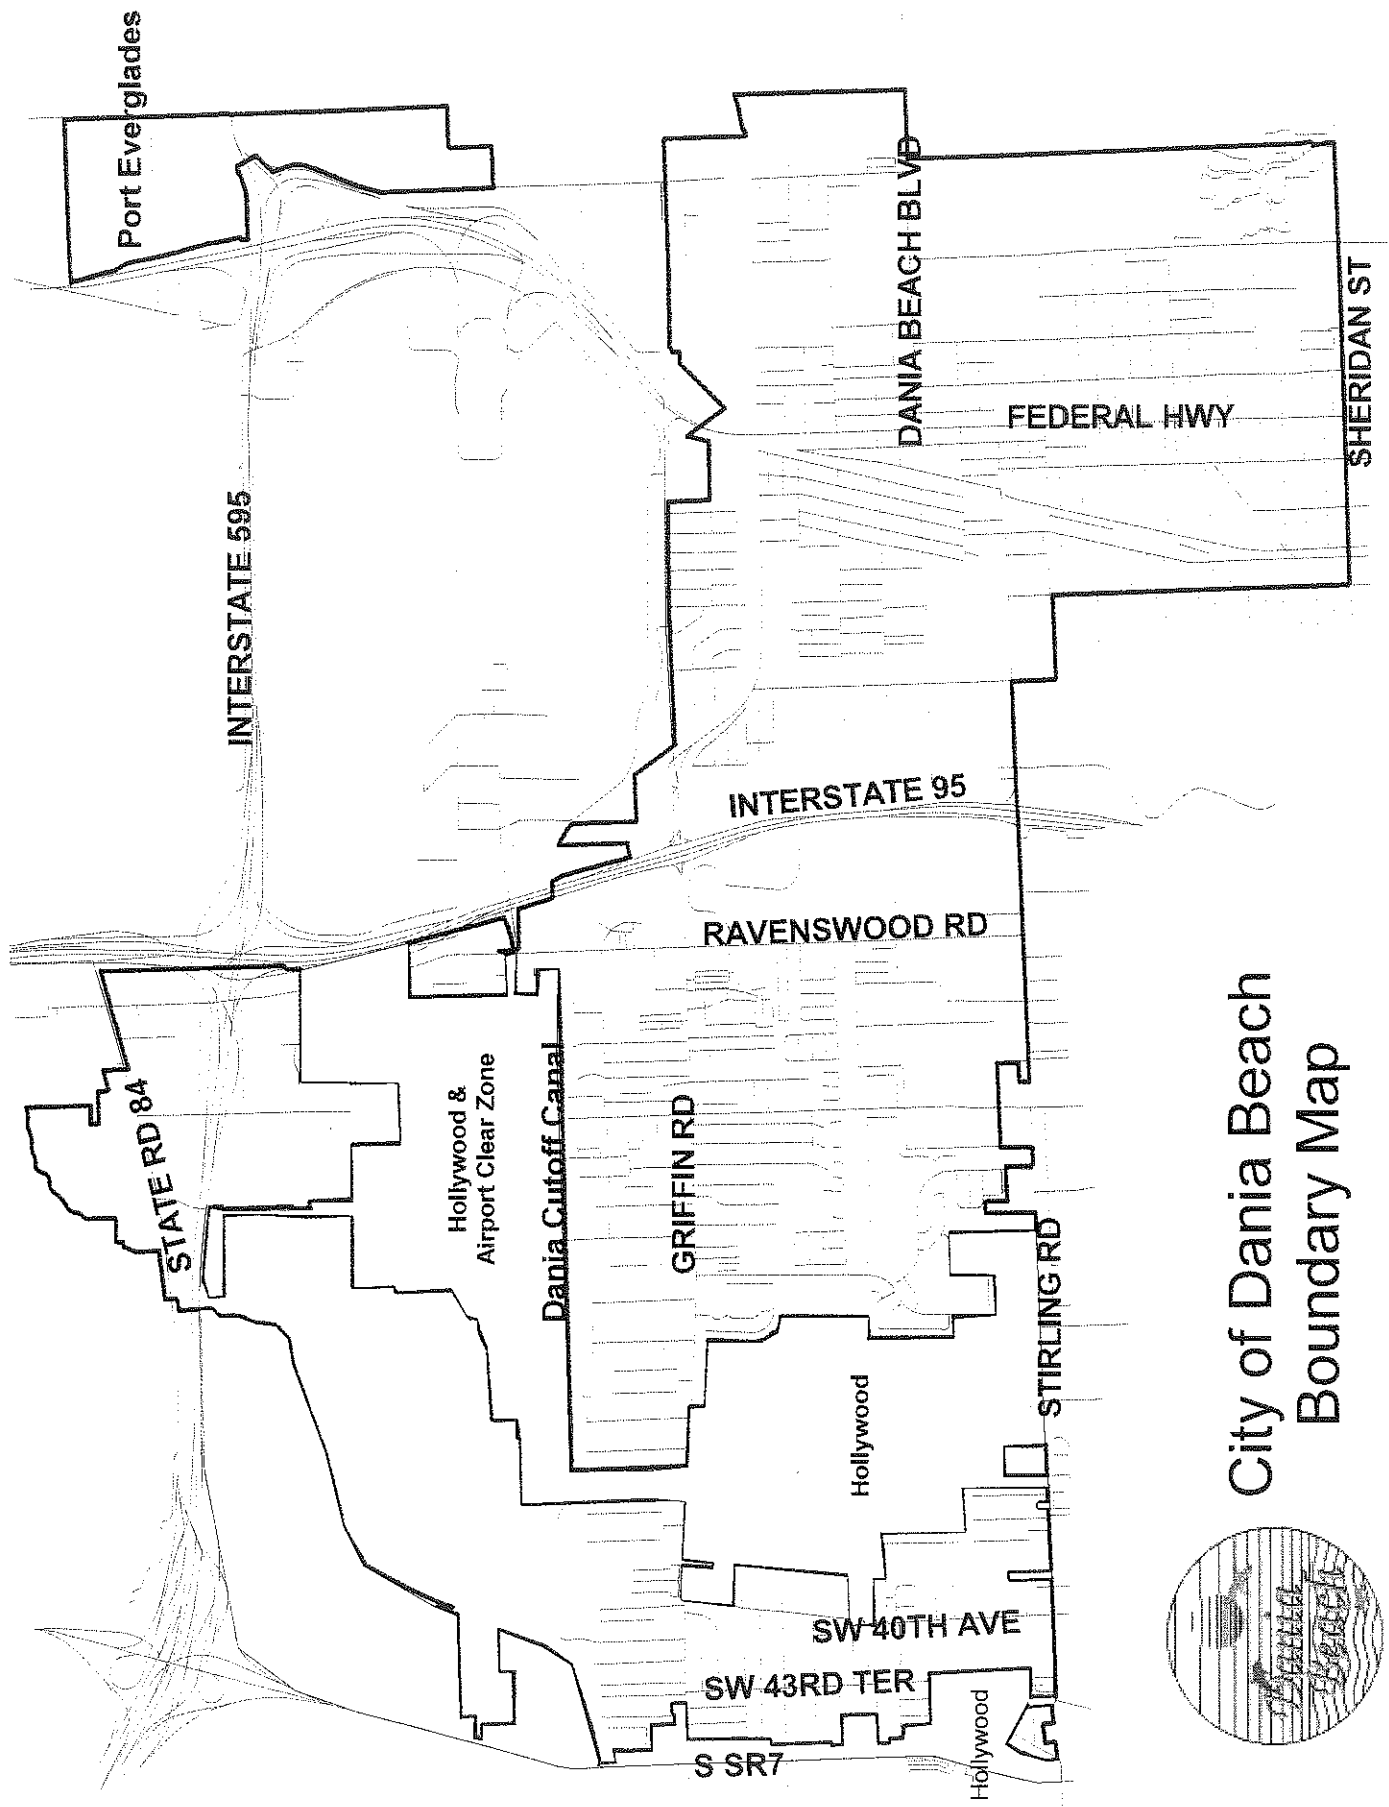 Port Everglades
INTERSTATE 595
DANIA BEACH BLVD
FEDERAL HWY
SHERIDAN ST
INTERSTATE 95
RAVENSWOOD RD
STATE RD 84
Hollywood &
Airport Clear Zone
Dania Cutoff Canal
GRIFFIN RD
STIRLING RD
Hollywood
SW 40TH AVE
SW 43RD TER
S SR7
Hollywood
City of Dania Beach
Boundary Map
Dania
Beach